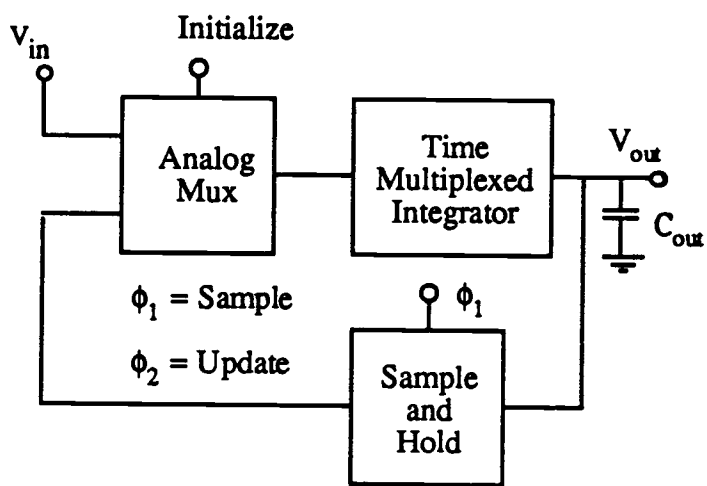 Initialize
V_in
Analog
Mux
Time
Multiplexed
Integrator
V_out
C_out
ϕ_1 = Sample
ϕ_1
ϕ_2 = Update
Sample
and
Hold